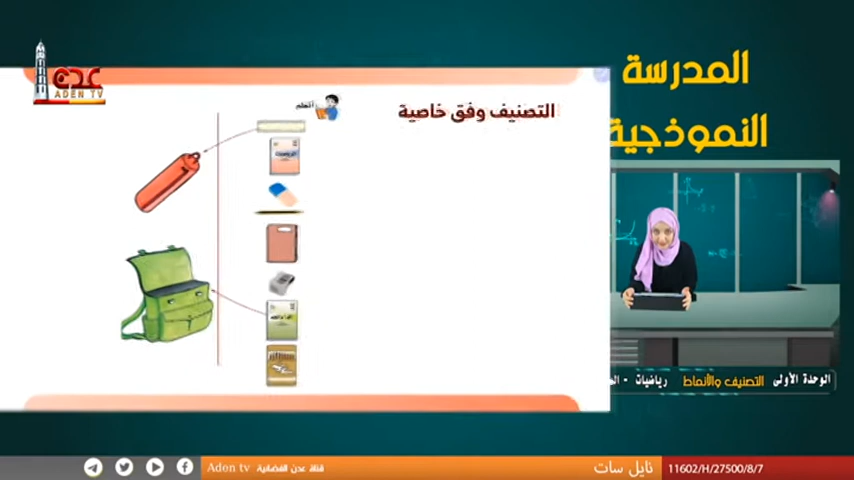 المدرسة
النموذجية
عدن
ADEN TV
أتعلم
التصنيف وفق خاصية
الوحدة الأولى التصنيف والأنماط رياضيات -
Aden tv قناة عدن الفضائية
نايل سات
11602/H/27500/8/7